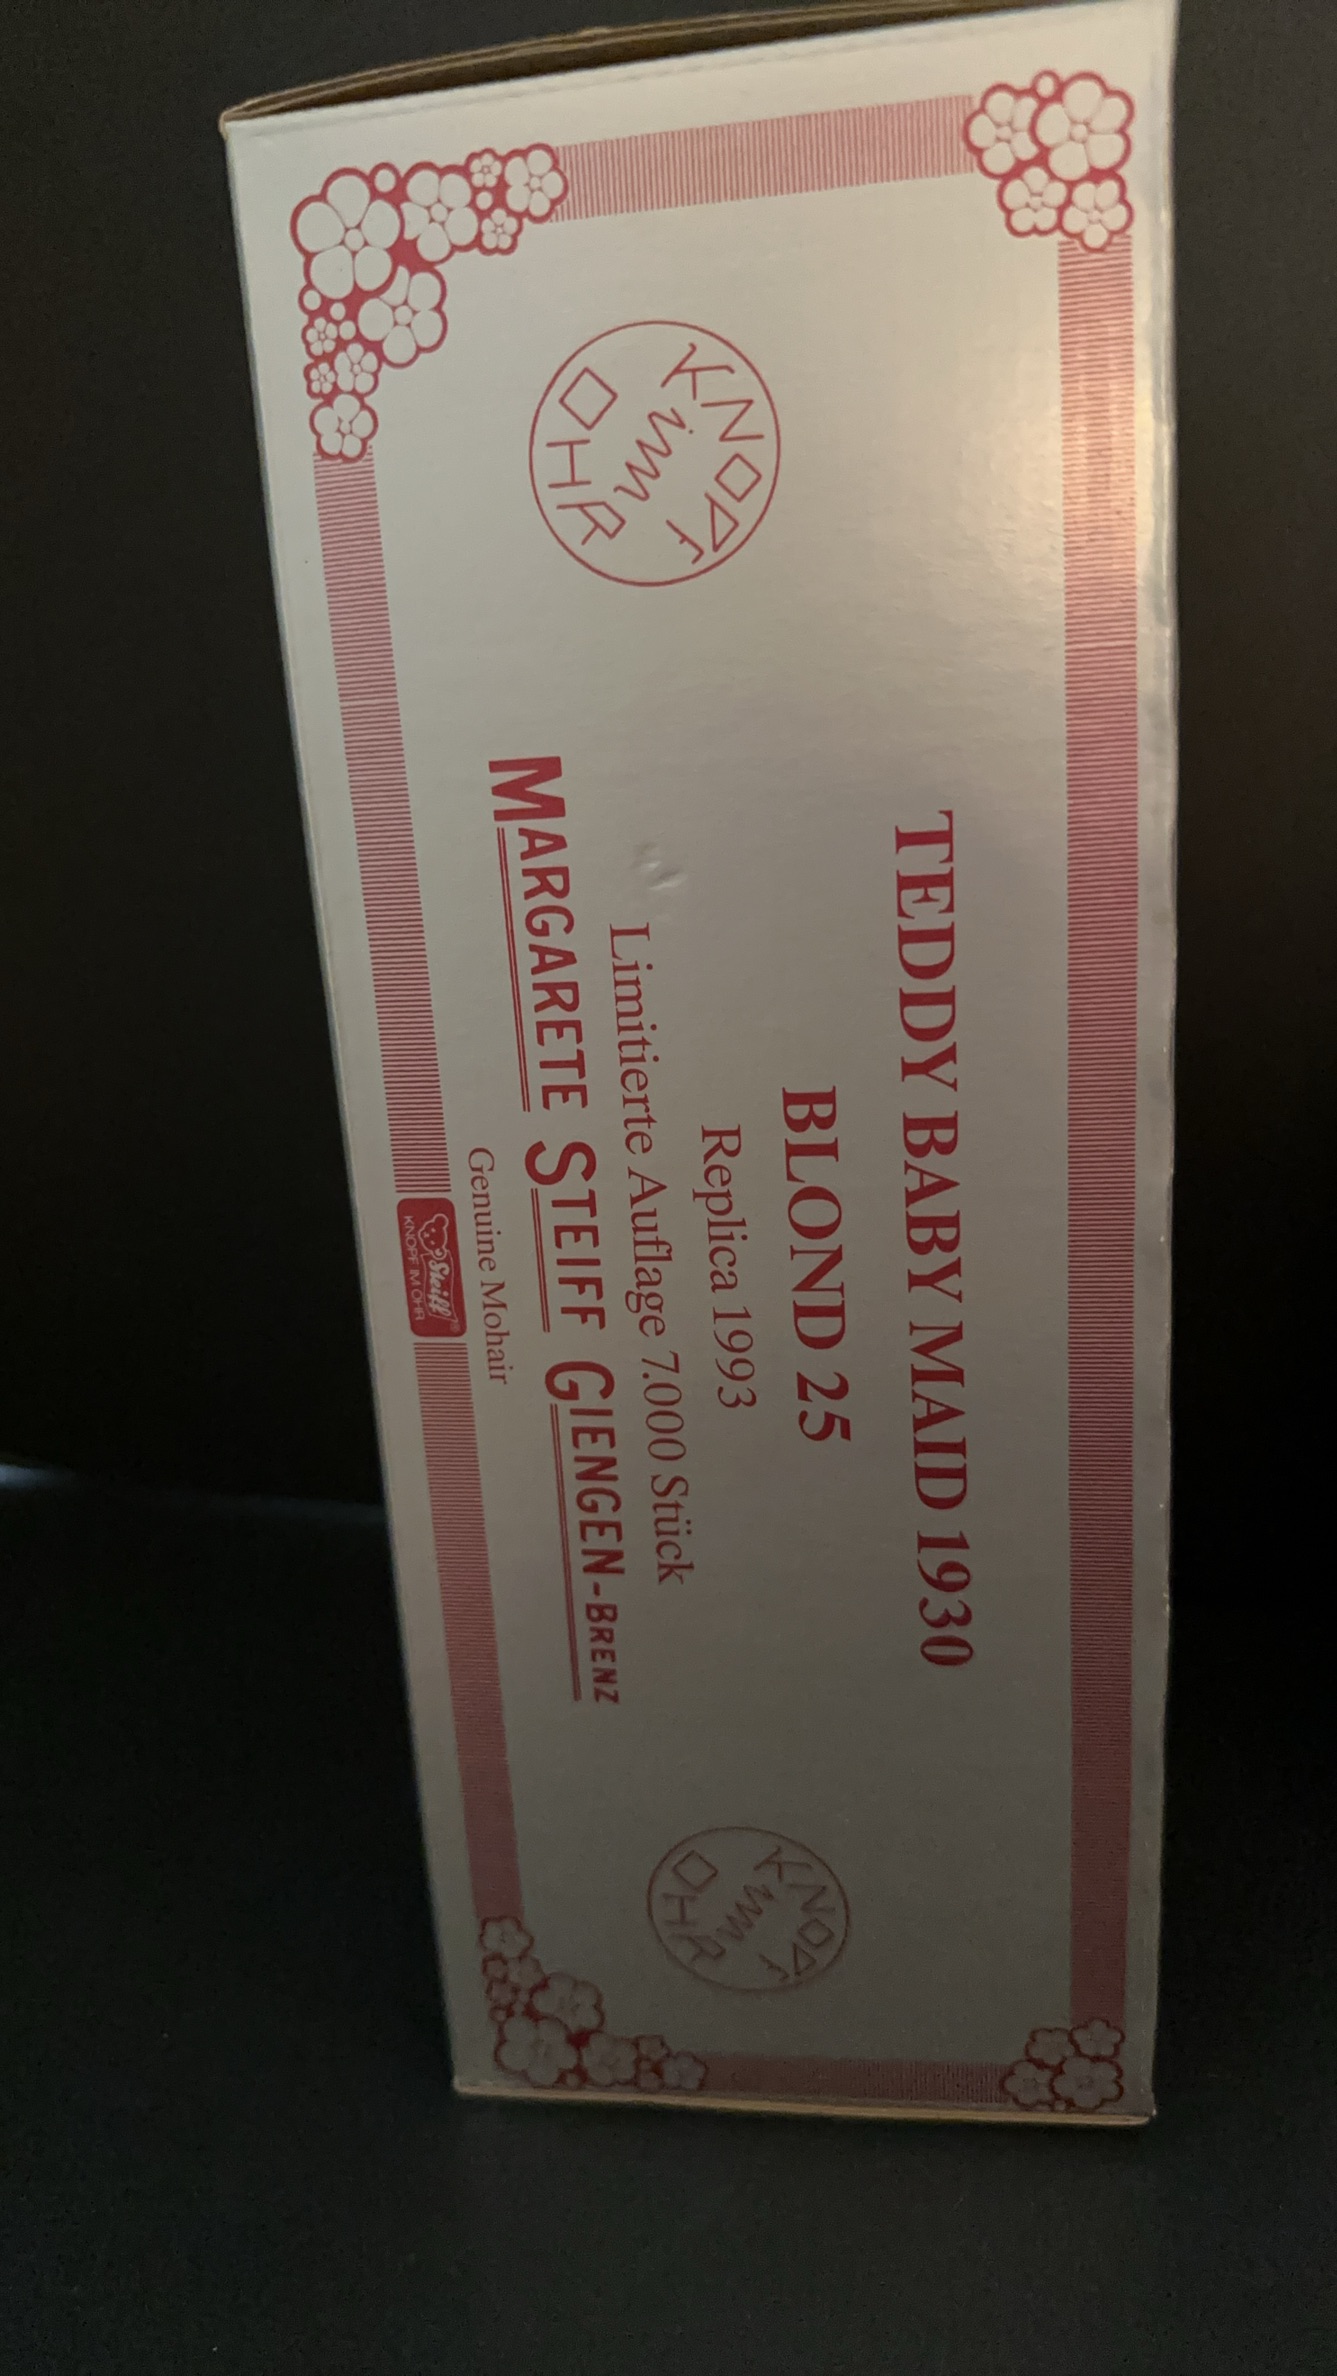 TEDDY BABY MAID 1930
BLOND 25
Replica 1993
Limitierte Auflage 7.000 Stück
MARGARETE STEIFF GIENGEN-BRENZ
Genuine Mohair
KNOPF
im
OHR
KNOPF
im
OHR
Steiff®
KNOPF IM OHR